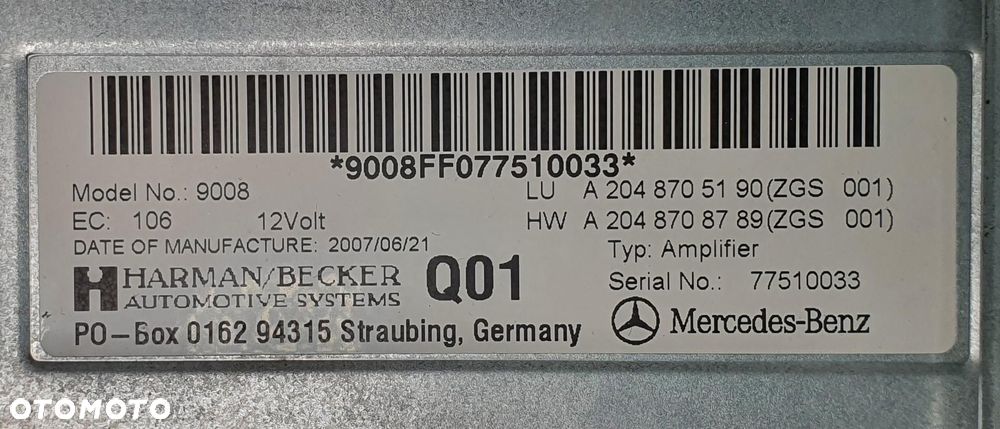 *9008FF077510033*
Model No.: 9008
LU A 204 870 51 90 (ZGS 001)
EC: 106 12Volt
HW A 204 870 87 89 (ZGS 001)
DATE OF MANUFACTURE: 2007/06/21
Typ: Amplifier
HARMAN/BECKER
AUTOMOTIVE SYSTEMS
Q01
Serial No.: 77510033
PO-Box 0162 94315 Straubing, Germany
Mercedes-Benz
OTOMOTO